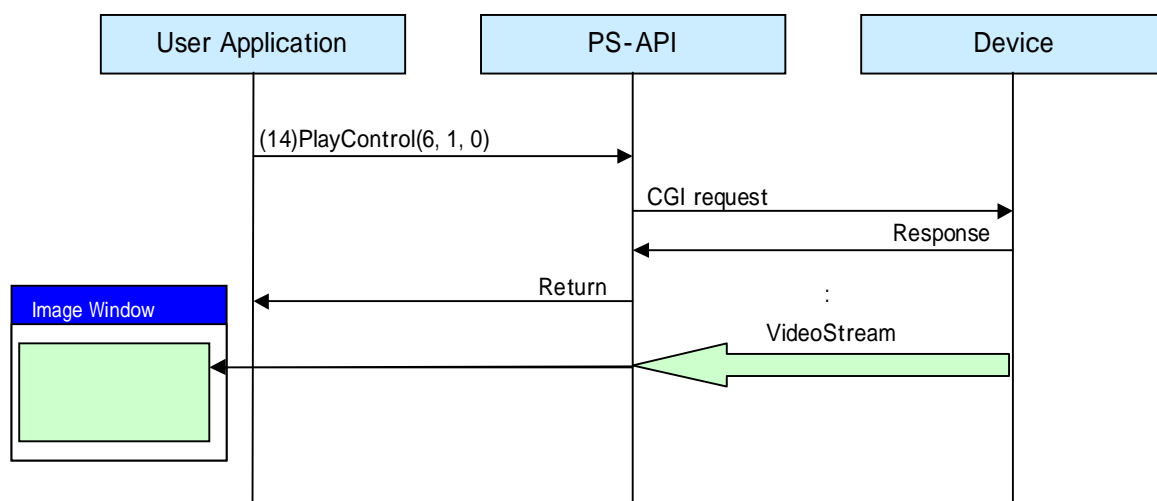 User Application
PS-API
Device
(14)PlayControl(6, 1, 0)
CGI request
Response
Return
:
Image Window
VideoStream